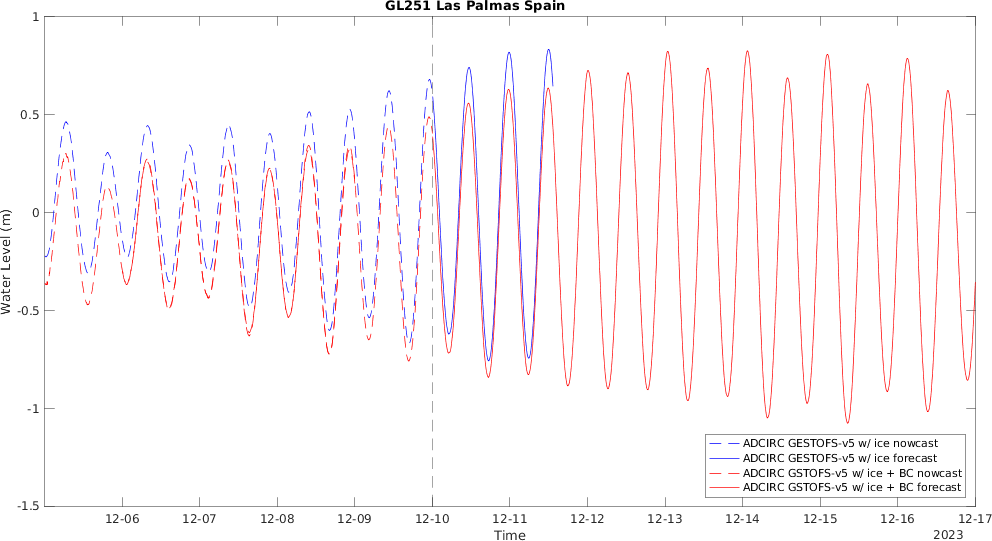 GL251 Las Palmas Spain
Water Level (m)
1
0.5
0
-0.5
-1
-1.5
ADCIRC GESTOFS-v5 w/ ice nowcast
ADCIRC GESTOFS-v5 w/ ice forecast
ADCIRC GSTOFS-v5 w/ ice + BC nowcast
ADCIRC GSTOFS-v5 w/ ice + BC forecast
12-06 12-07 12-08 12-09 12-10 12-11 12-12 12-13 12-14 12-15 12-16 12-17
Time
2023